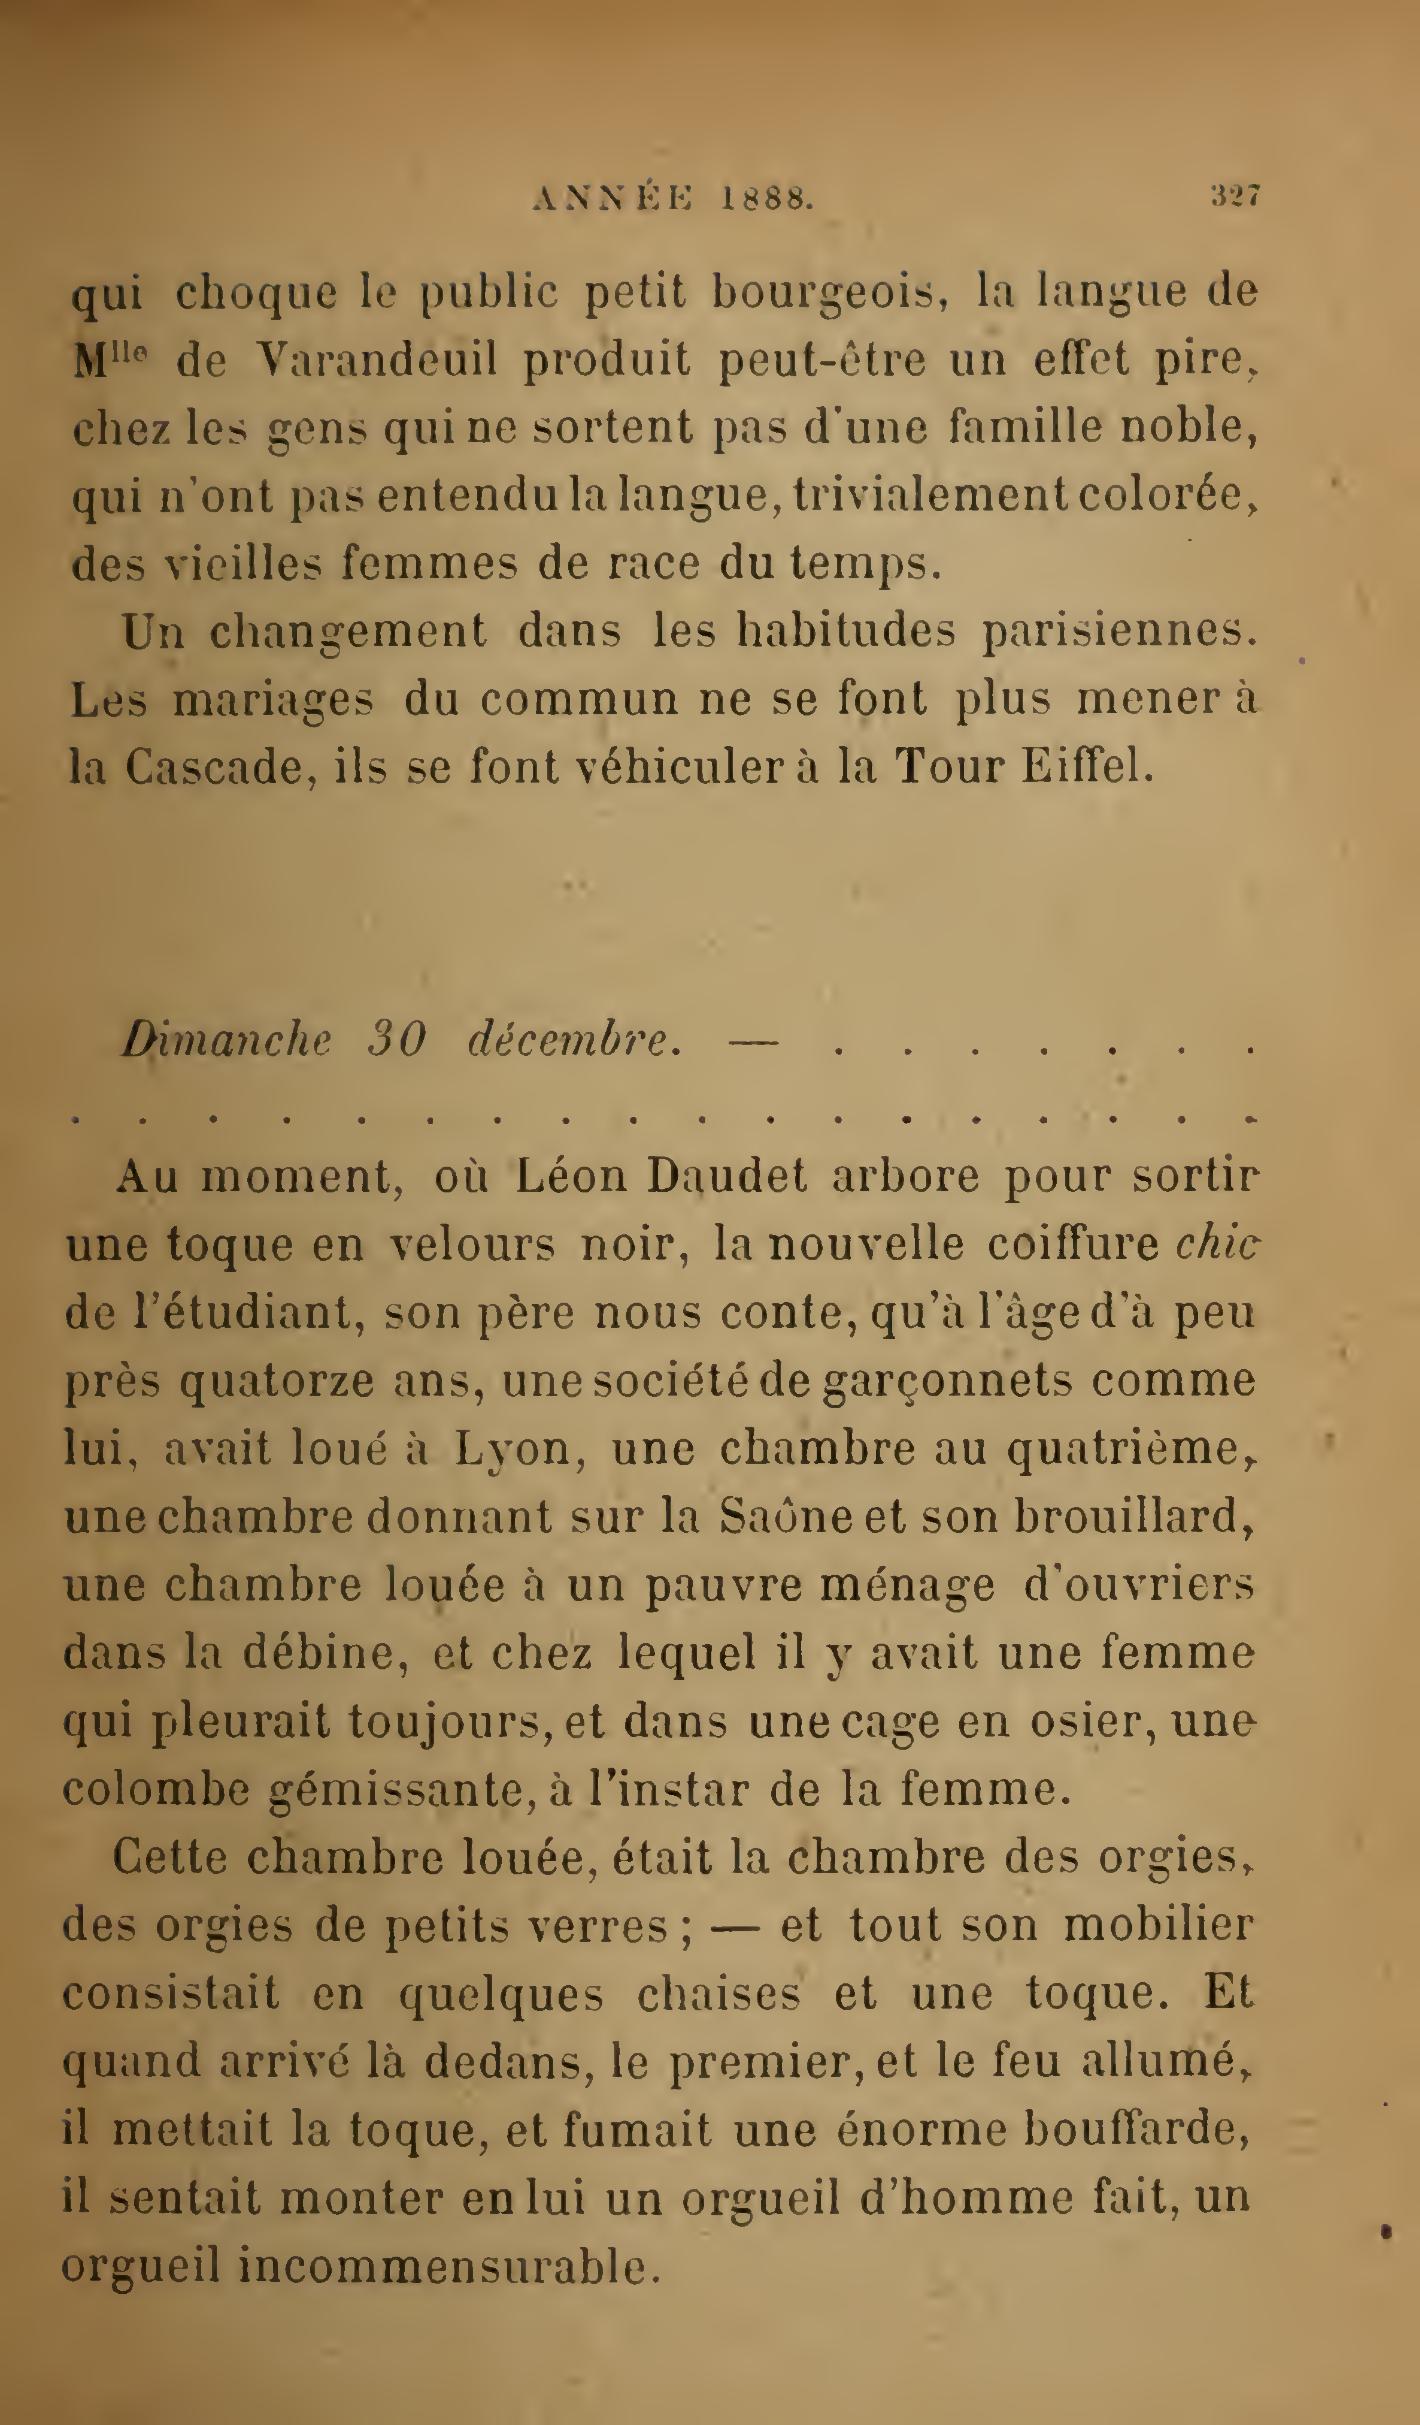 ANNÉE 1888. 327
qui choque le public petit bourgeois, la langue de
Mlle de Varandeuil produit peut-être un effet pire,
chez les gens qui ne sortent pas d'une famille noble,
qui n'ont pas entendu la langue, trivialement colorée,
des vieilles femmes de race du temps.
Un changement dans les habitudes parisiennes.
Les mariages du commun ne se font plus mener à
la Cascade, ils se font véhiculer à la Tour Eiffel.
Dimanche 30 décembre. — . . . . . . .
. . . . . . . . . . . . . . . . . .
Au moment, où Léon Daudet arbore pour sortir
une toque en velours noir, la nouvelle coiffure chic
de l'étudiant, son père nous conte, qu'à l'âge d'à peu
près quatorze ans, une société de garçonnets comme
lui, avait loué à Lyon, une chambre au quatrième,
une chambre donnant sur la Saône et son brouillard,
une chambre louée à un pauvre ménage d'ouvriers
dans la débine, et chez lequel il y avait une femme
qui pleurait toujours, et dans une cage en osier, une
colombe gémissante, à l'instar de la femme.
Cette chambre louée, était la chambre des orgies,
des orgies de petits verres ; — et tout son mobilier
consistait en quelques chaises et une toque. Et
quand arrivé là dedans, le premier, et le feu allumé,
il mettait la toque, et fumait une énorme bouffarde,
il sentait monter en lui un orgueil d'homme fait, un
orgueil incommensurable.